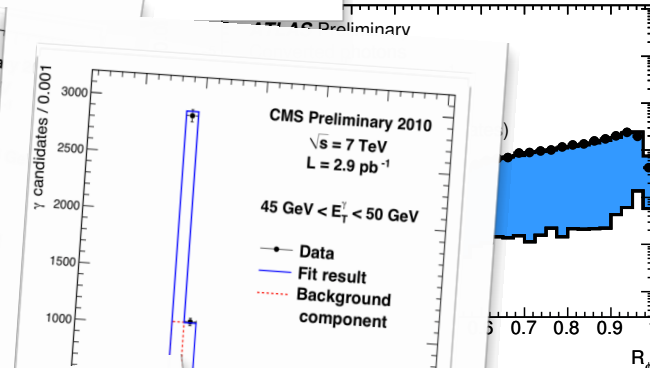 ATLAS Preliminary
γ candidates / 0.001
3000
2500
2000
1500
1000
CMS Preliminary 2010
√s = 7 TeV
L = 2.9 pb⁻¹
45 GeV < E_T^γ < 50 GeV
Data
Fit result
Background
component
0.7 0.8 0.9